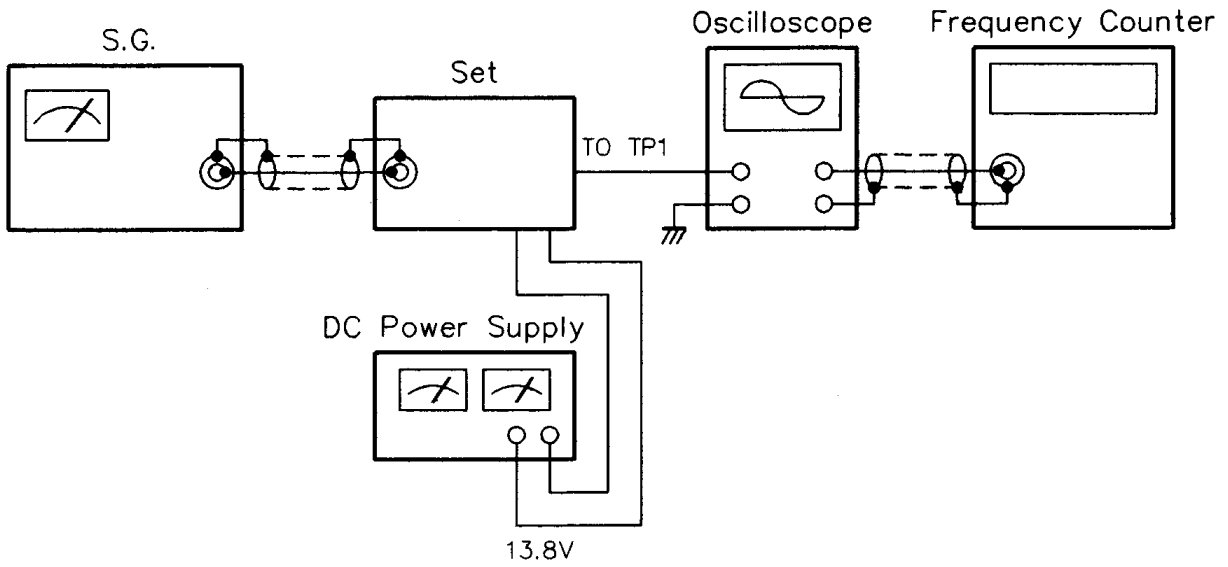 S.G.
Set
Oscilloscope
Frequency Counter
TO TP1
DC Power Supply
13.8V